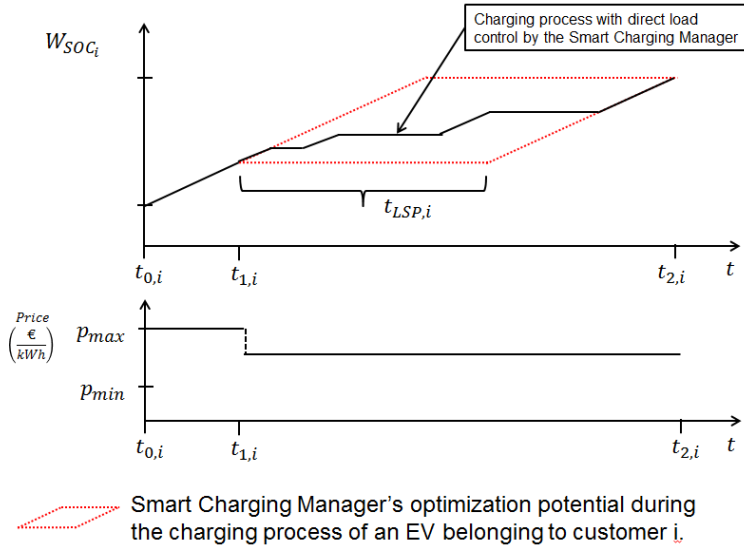 Charging process with direct load
control by the Smart Charging Manager
W_SOC_i
t_LSP,i
t_0,i t_1,i t_2,i t
Price
(€/kWh)
p_max
p_min
t_0,i t_1,i t_2,i t
Smart Charging Manager's optimization potential during
the charging process of an EV belonging to customer i.